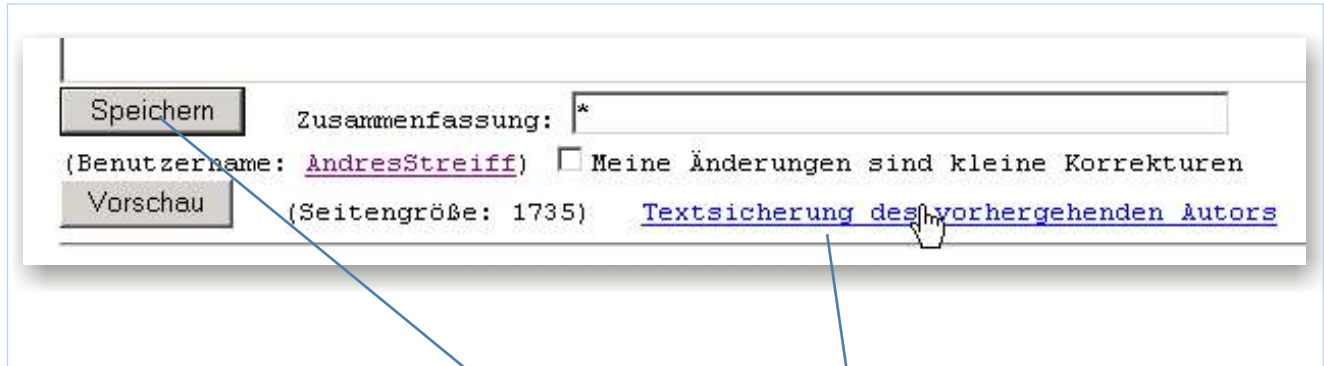 Speichern Zusammenfassung: *
(Benutzername: AndresStreiff) Meine Änderungen sind kleine Korrekturen
Vorschau (Seitengröße: 1735) Textsicherung des vorhergehenden Autors